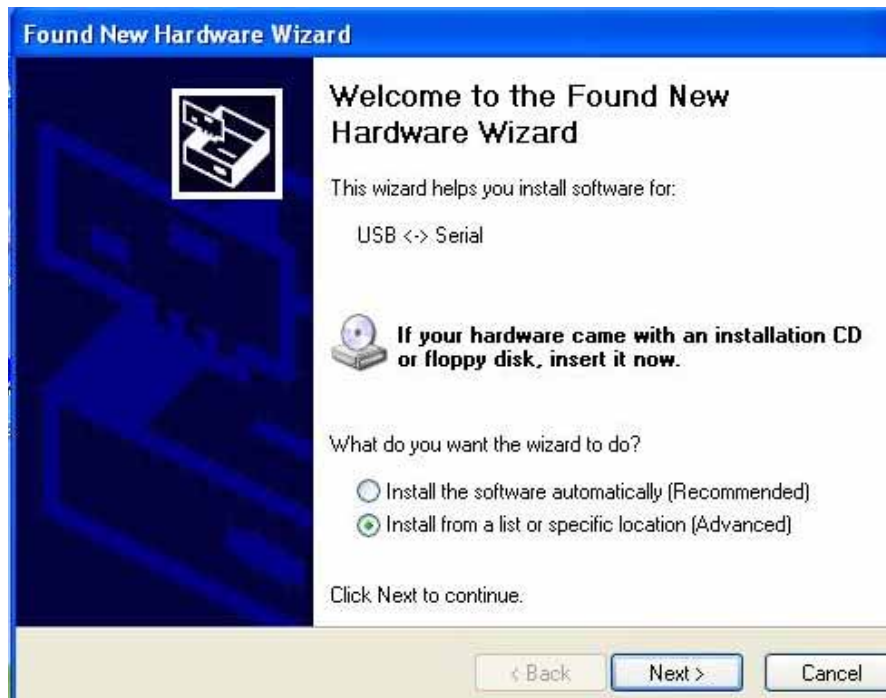 Found New Hardware Wizard
Welcome to the Found New
Hardware Wizard
This wizard helps you install software for:
USB <-> Serial
If your hardware came with an installation CD
or floppy disk, insert it now.
What do you want the wizard to do?
Install the software automatically (Recommended)
Install from a list or specific location (Advanced)
Click Next to continue.
< Back Next > Cancel